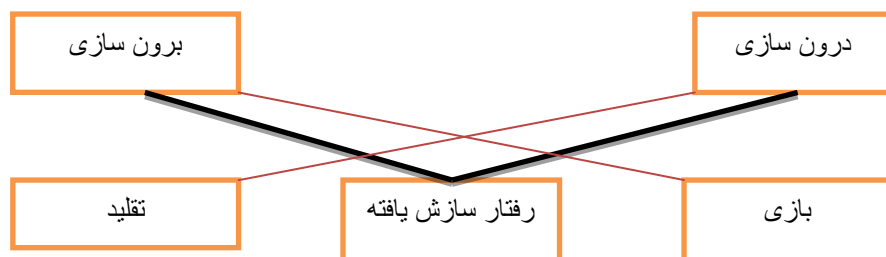 درون سازی
برون سازی
بازی
رفتار سازش یافته
تقلید